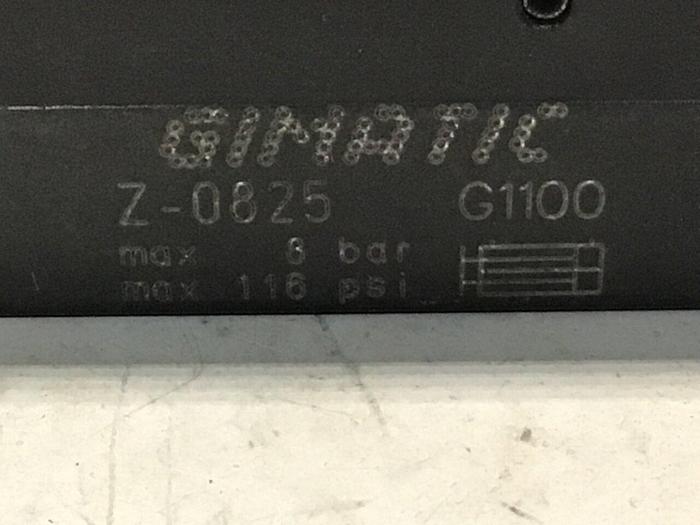 GIMATIC
Z-0825 G1100
max 8 bar
max 116 psi